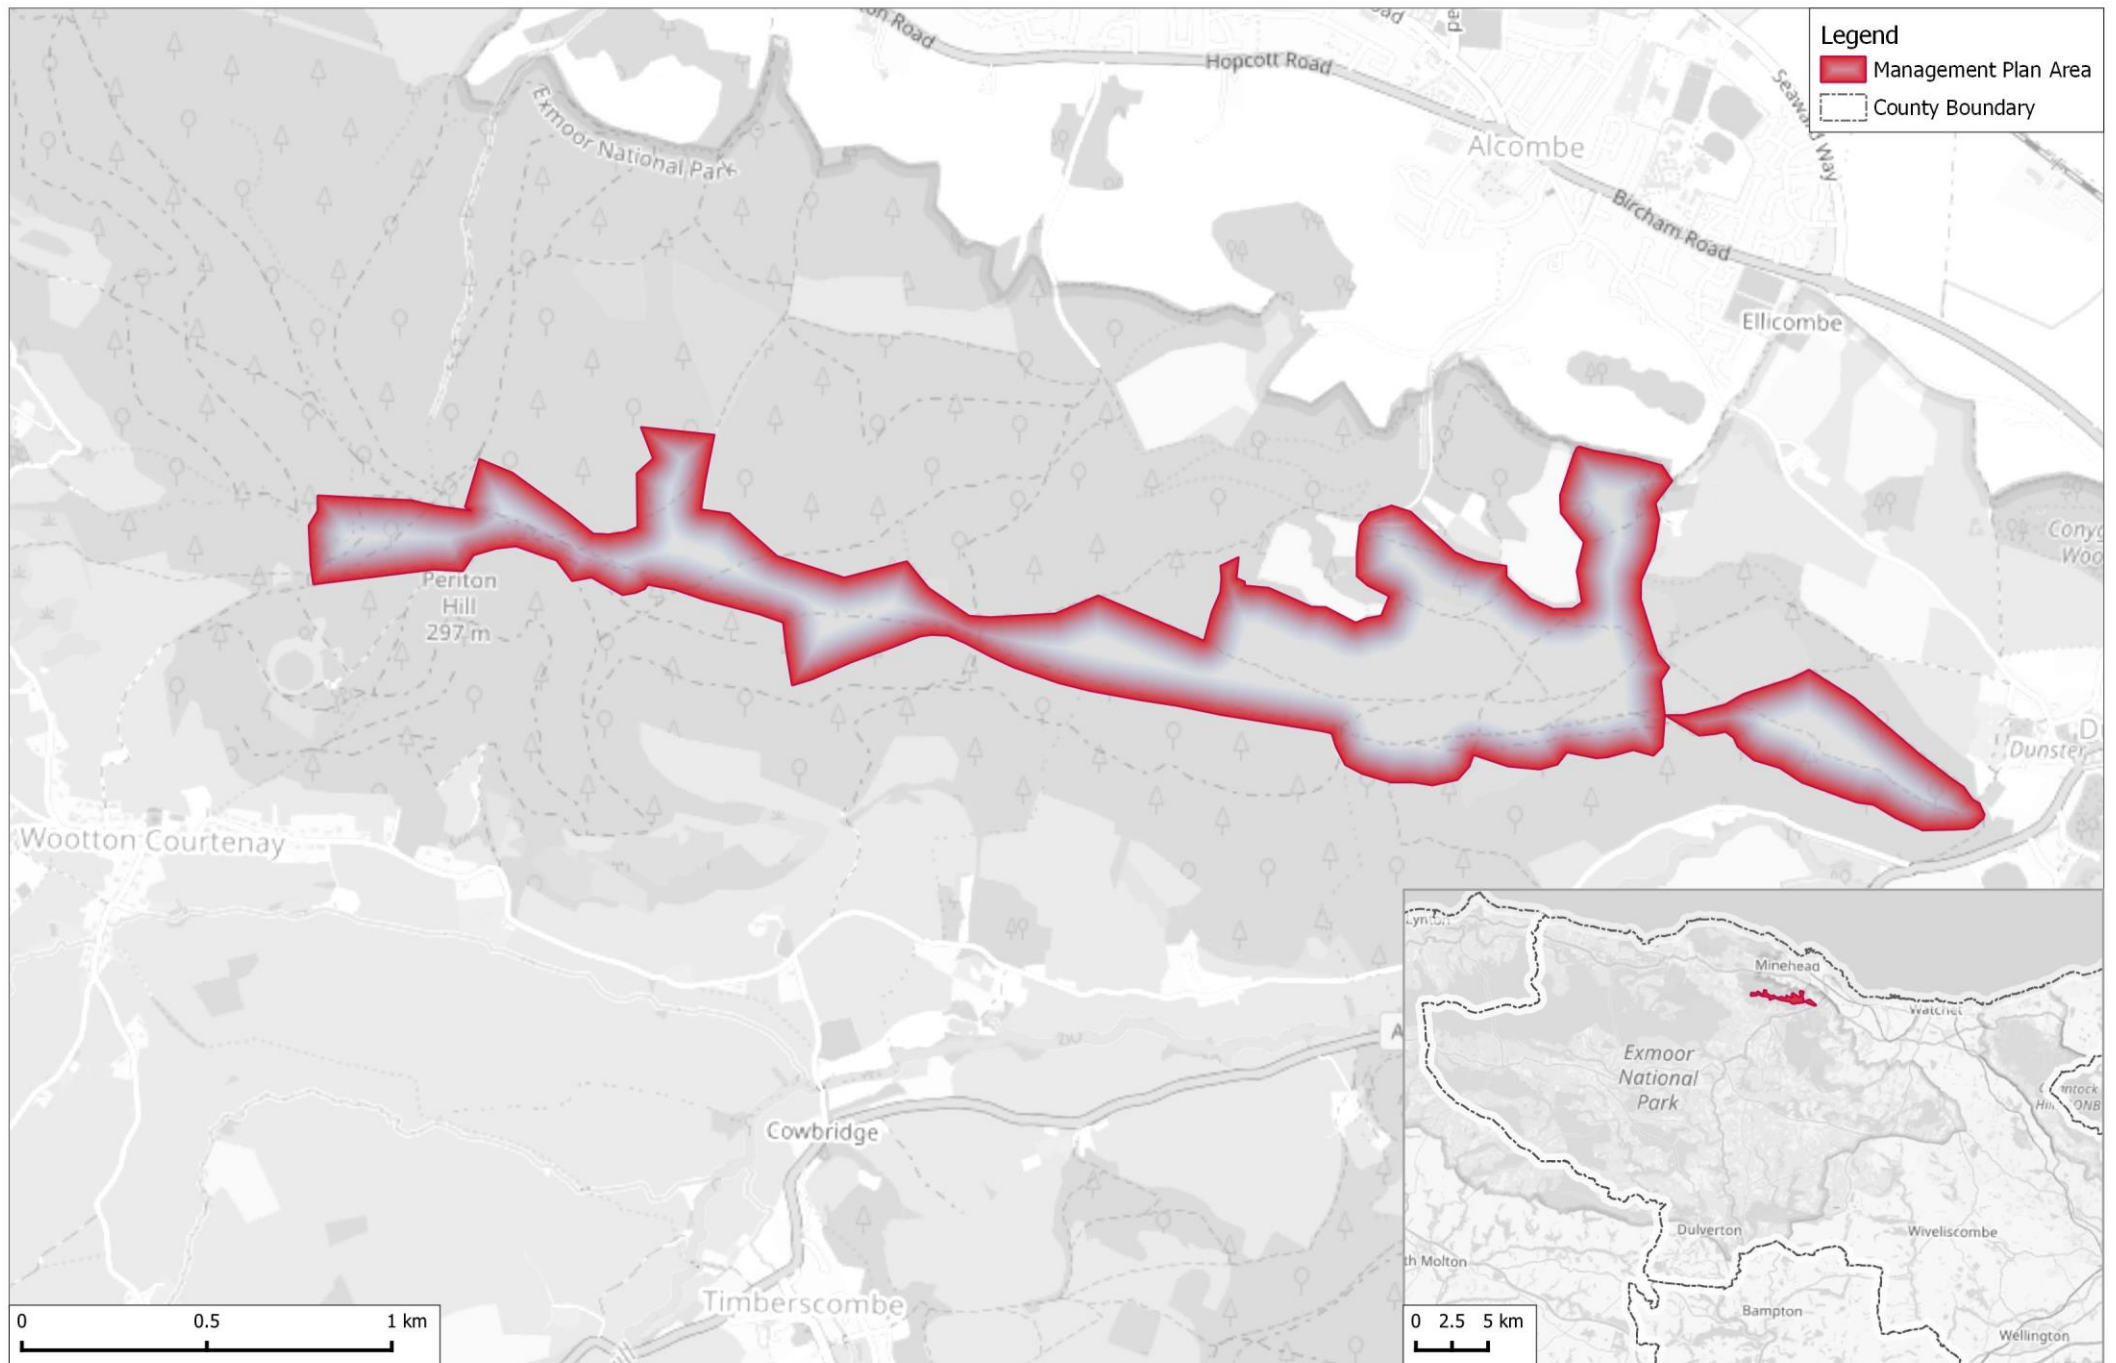 Legend
Management Plan Area
County Boundary
Hopcott Road
Seaward Way
Exmoor National Park
Alcombe
Bircham Road
Ellicombe
Periton
Hill
297 m
Dunster
Wootton Courtenay
Cowbridge
Timberscombe
0 0.5 1 km
Minehead
Watchet
Exmoor
National
Park
Dulverton
Wiveliscombe
Bampton
Wellington
0 2.5 5 km